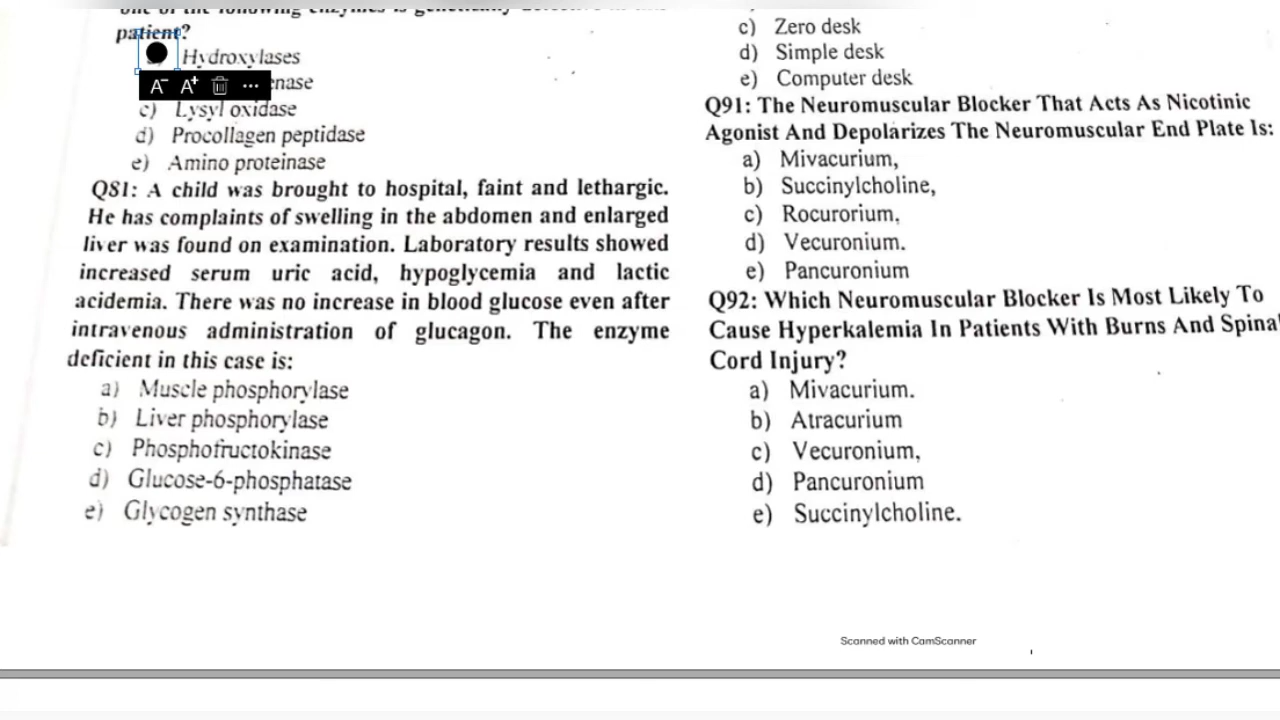 patient?
Hydroxylases
A- A+ ...
enase
c) Lysyl oxidase
d) Procollagen peptidase
e) Amino proteinase
Q81: A child was brought to hospital, faint and lethargic.
He has complaints of swelling in the abdomen and enlarged
liver was found on examination. Laboratory results showed
increased serum uric acid, hypoglycemia and lactic
acidemia. There was no increase in blood glucose even after
intravenous administration of glucagon. The enzyme
deficient in this case is:
a) Muscle phosphorylase
b) Liver phosphorylase
c) Phosphofructokinase
d) Glucose-6-phosphatase
e) Glycogen synthase
c) Zero desk
d) Simple desk
e) Computer desk
Q91: The Neuromuscular Blocker That Acts As Nicotinic
Agonist And Depolarizes The Neuromuscular End Plate Is:
a) Mivacurium,
b) Succinylcholine,
c) Rocurorium,
d) Vecuronium.
e) Pancuronium
Q92: Which Neuromuscular Blocker Is Most Likely To
Cause Hyperkalemia In Patients With Burns And Spinal
Cord Injury?
a) Mivacurium.
b) Atracurium
c) Vecuronium,
d) Pancuronium
e) Succinylcholine.
Scanned with CamScanner